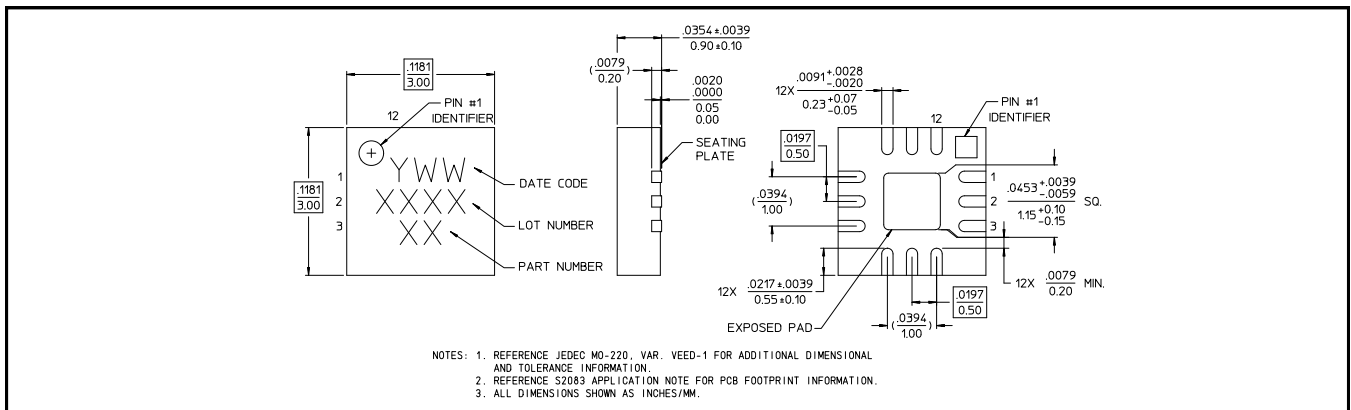 .1181
3.00
12
PIN #1
IDENTIFIER
.1181
3.00
1
2
3
YWW
XXXX
XX
DATE CODE
LOT NUMBER
PART NUMBER
.0354±.0039
0.90±0.10
(.0079
0.20)
.0020
.0000
0.05
0.00
SEATING
PLATE
12X .0091+.0028
-.0020
0.23+0.07
-0.05
12
PIN #1
IDENTIFIER
.0197
0.50
(.0394
1.00)
1
2
3
.0453+.0039
-.0059 SQ.
1.15+0.10
-0.15
12X .0217±.0039
0.55±0.10
12X .0079 MIN.
0.20
.0197
0.50
(.0394
1.00)
EXPOSED PAD
NOTES: 1. REFERENCE JEDEC MO-220, VAR. VEED-1 FOR ADDITIONAL DIMENSIONAL
AND TOLERANCE INFORMATION.
2. REFERENCE S2083 APPLICATION NOTE FOR PCB FOOTPRINT INFORMATION.
3. ALL DIMENSIONS SHOWN AS INCHES/MM.